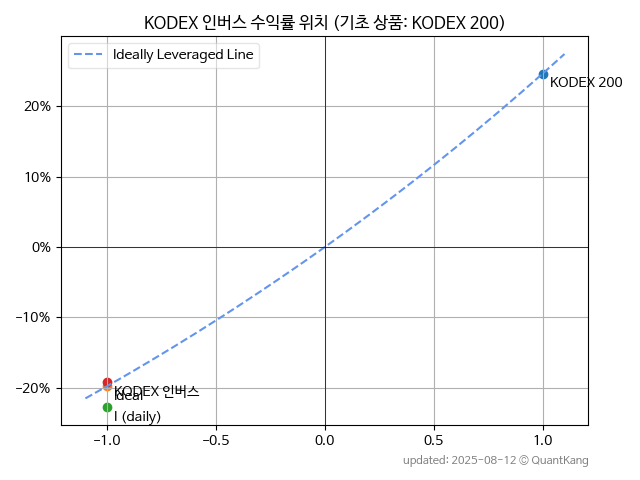 KODEX 인버스 수익률 위치 (기초 상품: KODEX 200)
Ideally Leveraged Line
KODEX 200
20%
10%
0%
−10%
−20%
KODEX 인버스
Ideal
I (daily)
−1.0 −0.5 0.0 0.5 1.0
updated: 2025-08-12 © QuantKang